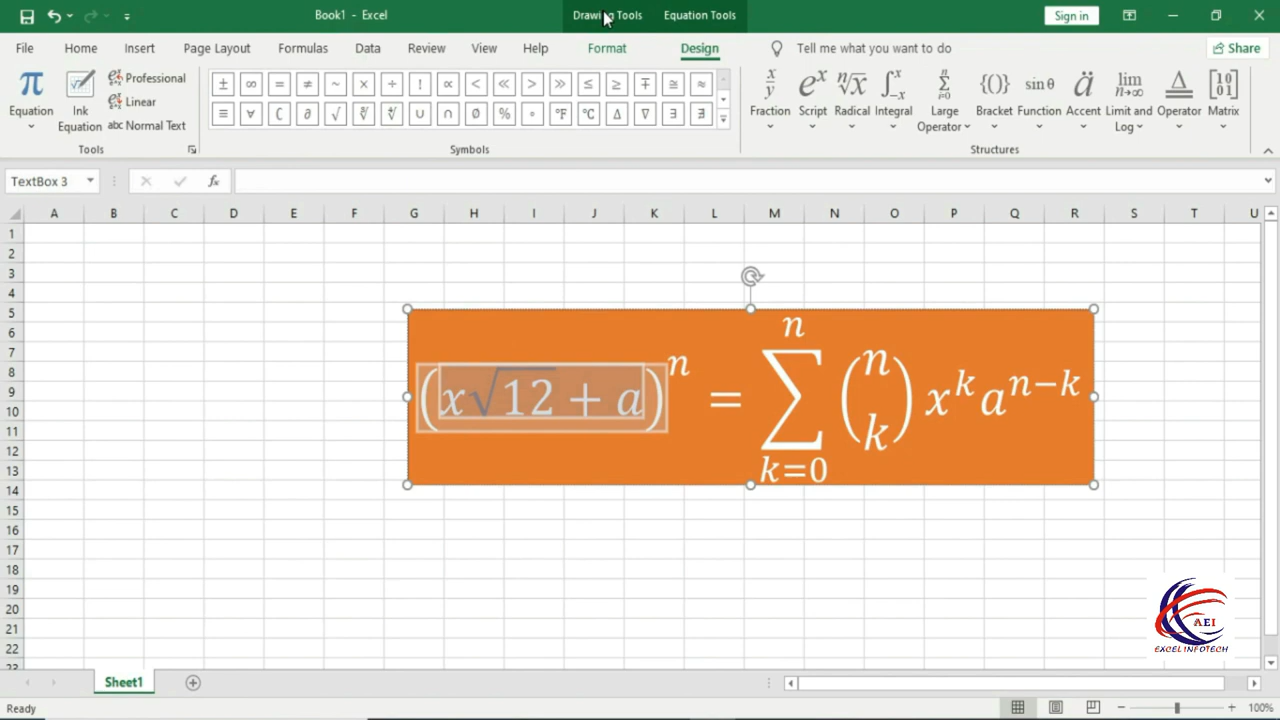 Book1 - Excel
Drawing Tools Equation Tools
Sign in
File Home Insert Page Layout Formulas Data Review View Help Format Design Tell me what you want to do Share
π Equation
Ink Equation
Professional
Linear
abc Normal Text
Tools
± ∞ = ≠ ~ × ÷ ! ∝ < ≪ > ≫ ≤ ≥ ∓ ≅ ≈
≡ ∀ ∁ ∂ √ ∛ ∜ ∪ ∩ ∅ % ° °F °C ∆ ∇ ∃ ∄
Symbols
Fraction Script Radical Integral Large Operator Bracket Function Accent Limit and Log Operator Matrix
Structures
TextBox 3 fx
A B C D E F G H I J K L M N O P Q R S T U
1
2
3
4
5
6
7
8
9
10
11
12
13
14
15
16
17
18
19
20
21
22
23
(x√12 + a)^n = ∑_{k=0}^{n} (n k) x^k a^{n−k}
AEI
EXCEL INFOTECH
Sheet1
Ready 100%